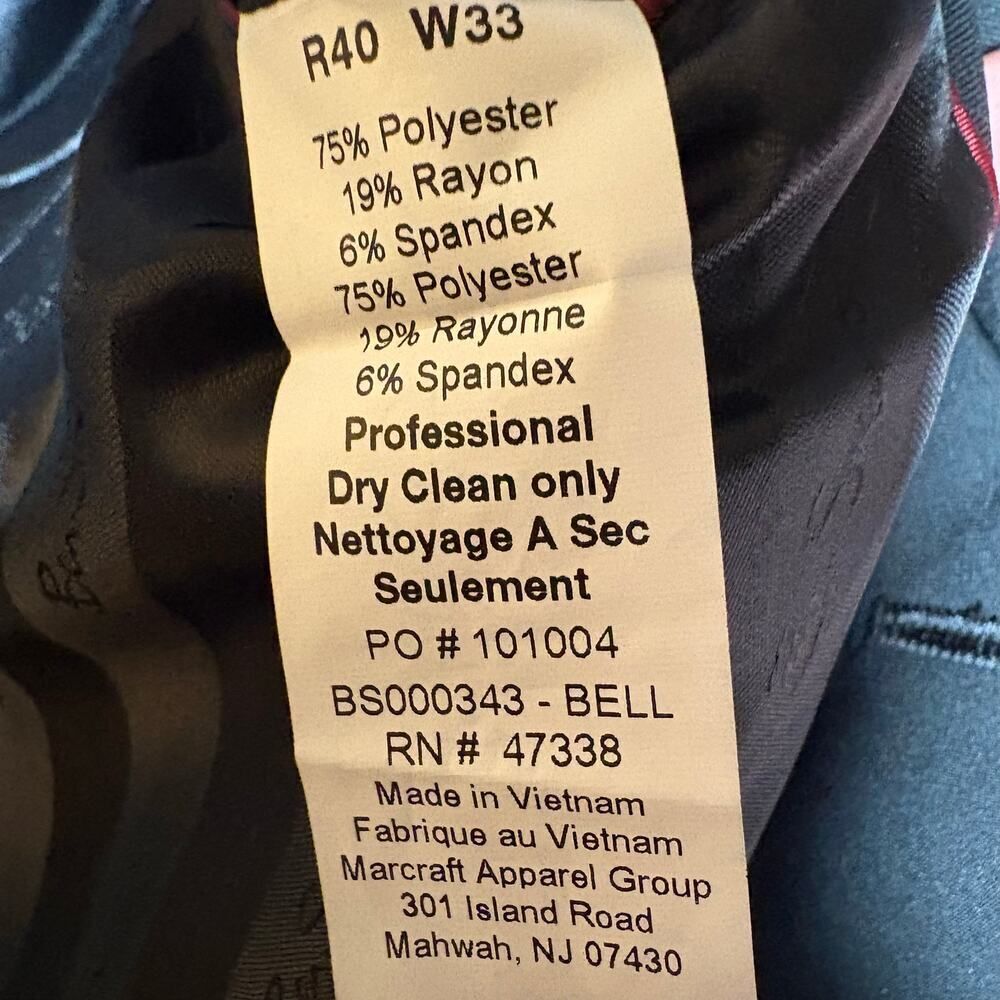 R40 W33
75% Polyester
19% Rayon
6% Spandex
75% Polyester
19% Rayonne
6% Spandex
Professional
Dry Clean only
Nettoyage A Sec
Seulement
PO # 101004
BS000343 - BELL
RN # 47338
Made in Vietnam
Fabrique au Vietnam
Marcraft Apparel Group
301 Island Road
Mahwah, NJ 07430